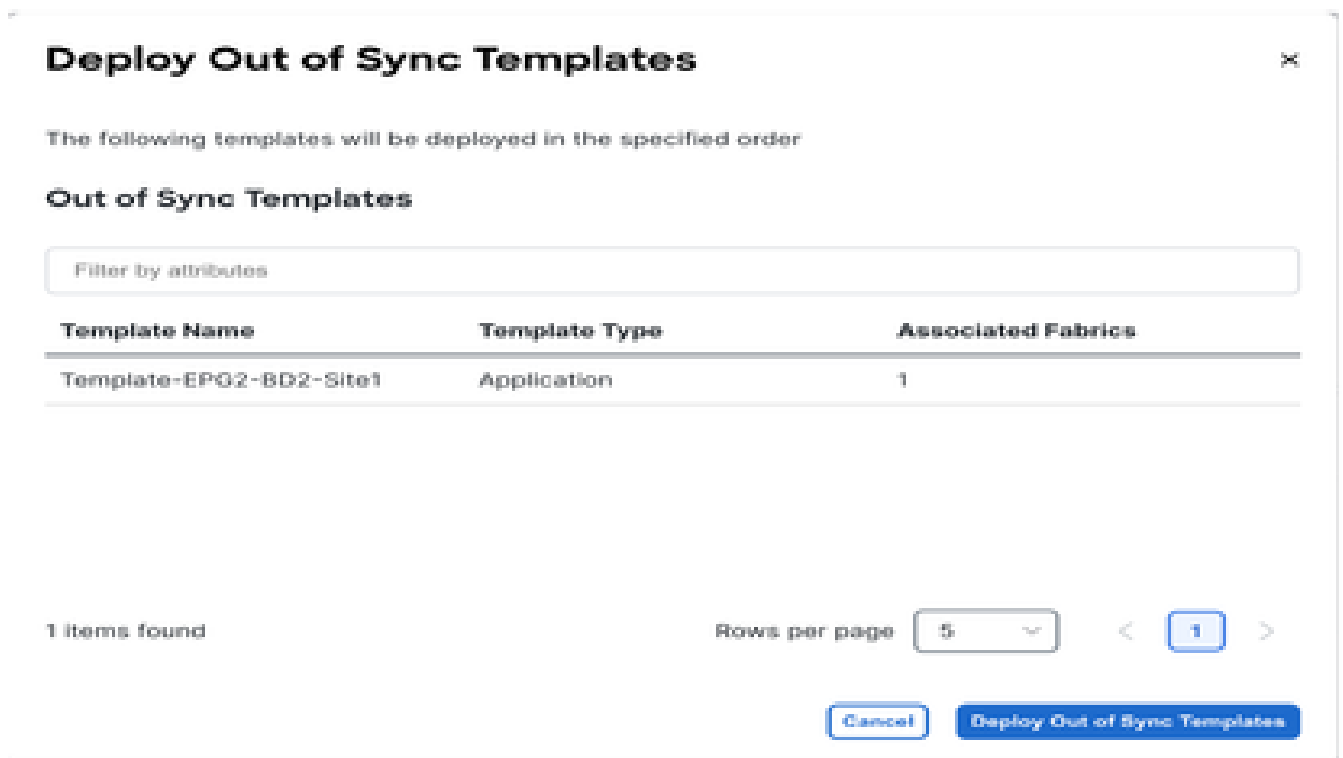 Deploy Out of Sync Templates
The following templates will be deployed in the specified order
Out of Sync Templates
Filter by attributes
Template Name Template Type Associated Fabrics
Template-EPG2-BD2-Site1 Application 1
1 items found Rows per page 5 1
Cancel Deploy Out of Sync Templates